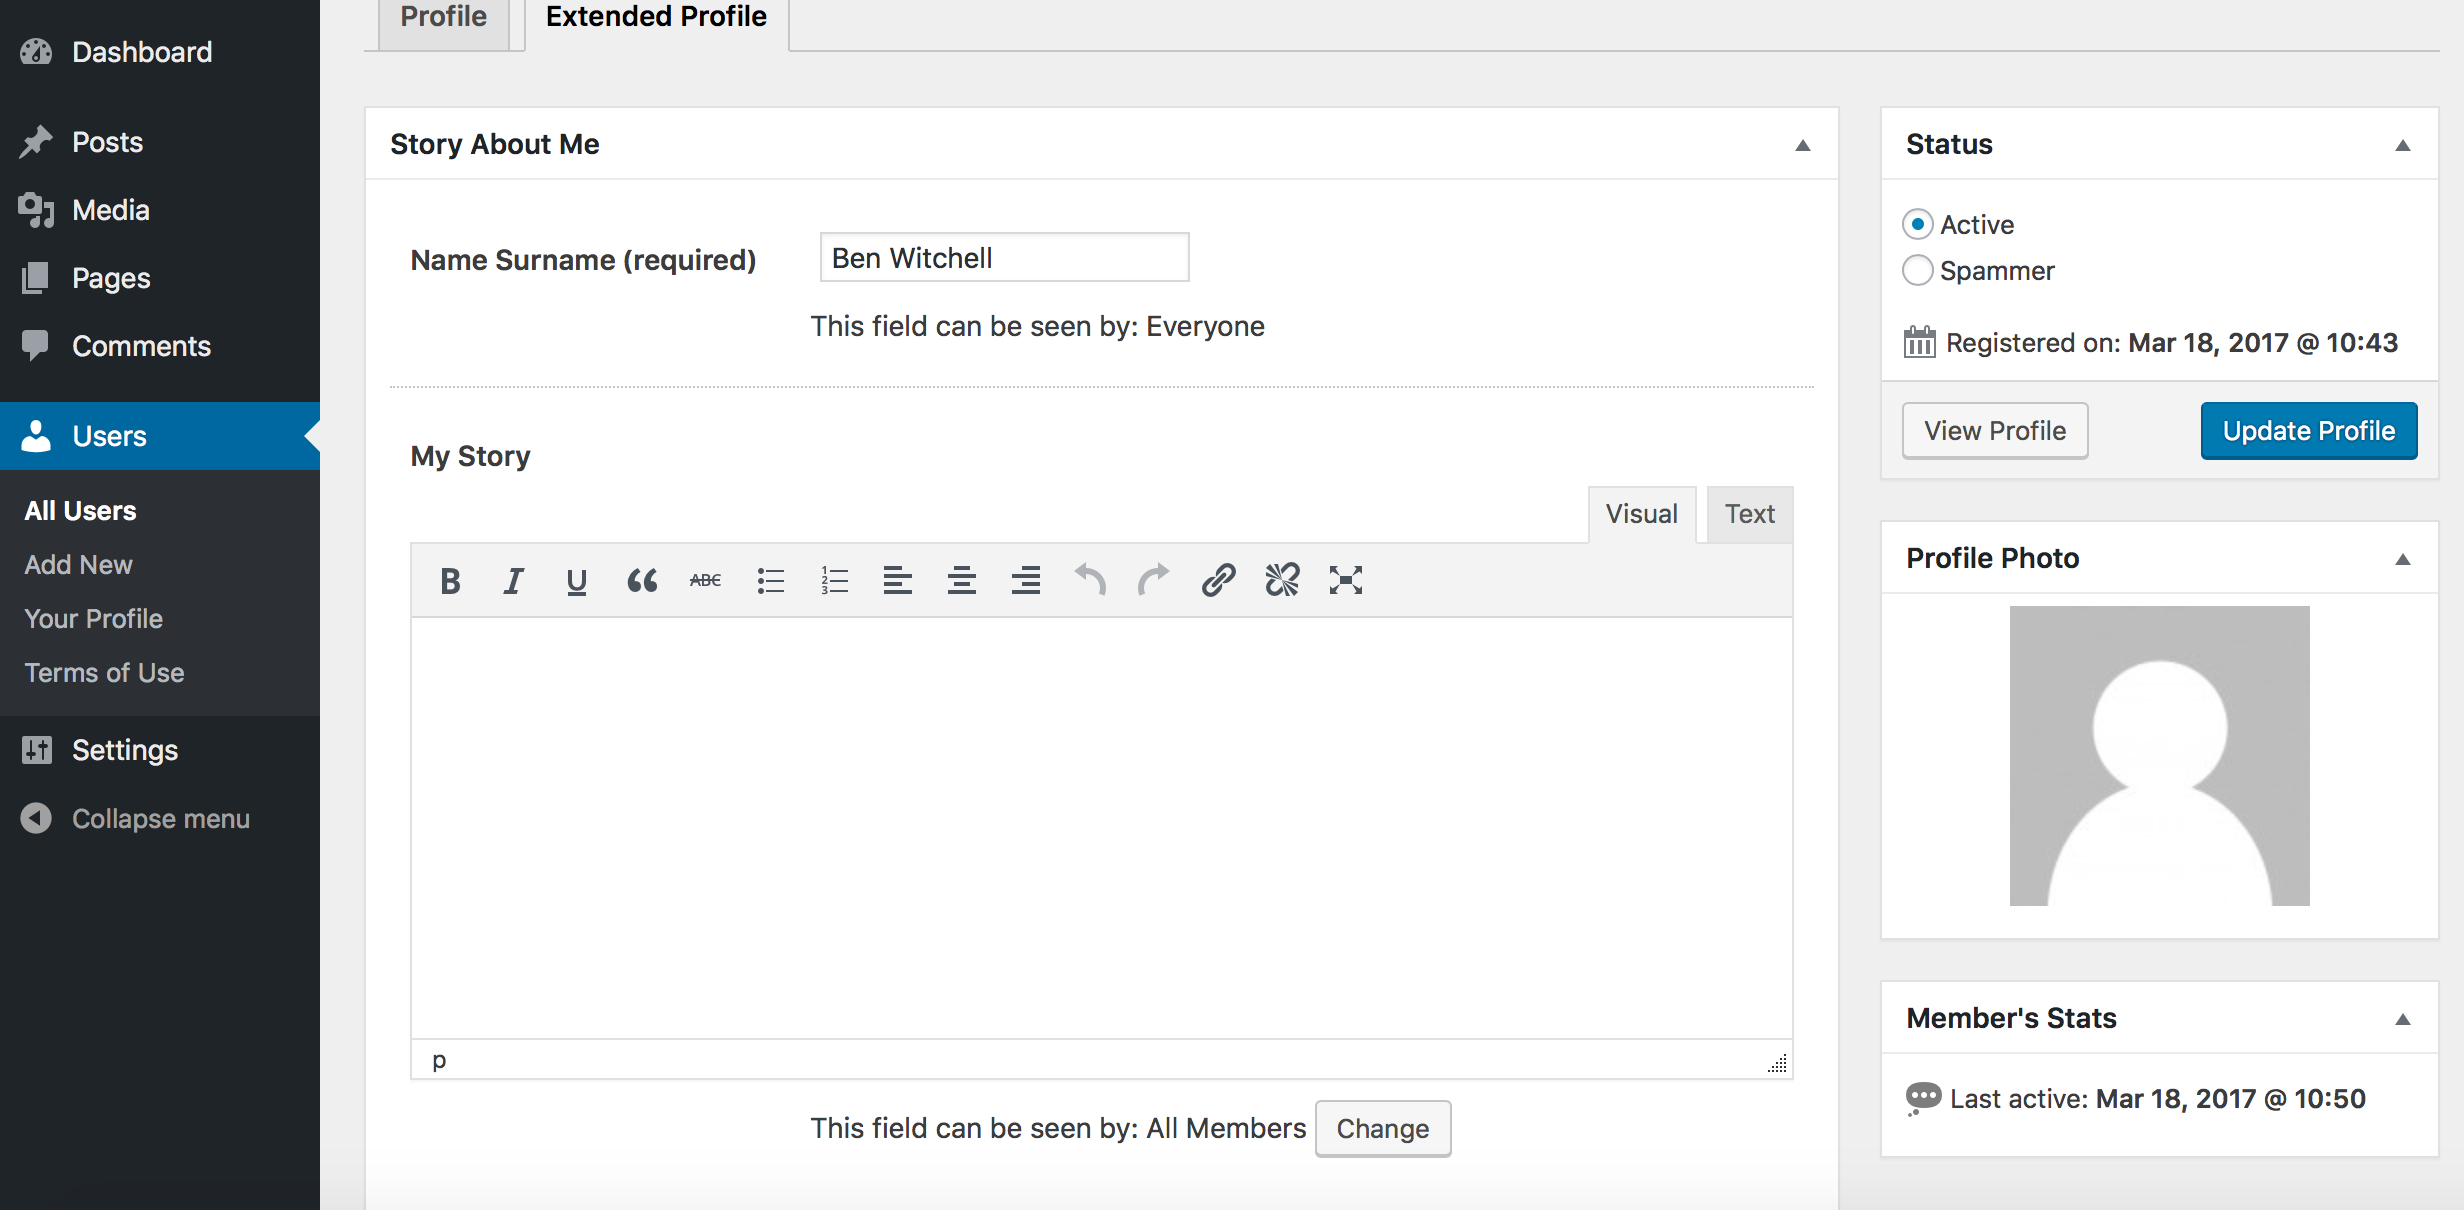 Dashboard
Posts
Media
Pages
Comments
Users
All Users
Add New
Your Profile
Terms of Use
Settings
Collapse menu
Profile
Extended Profile
Story About Me
Name Surname (required)
Ben Witchell
This field can be seen by: Everyone
My Story
Visual
Text
B I U ABC 1 2 3
p
This field can be seen by: All Members
Change
Status
Active
Spammer
Registered on: Mar 18, 2017 @ 10:43
View Profile
Update Profile
Profile Photo
Member's Stats
Last active: Mar 18, 2017 @ 10:50